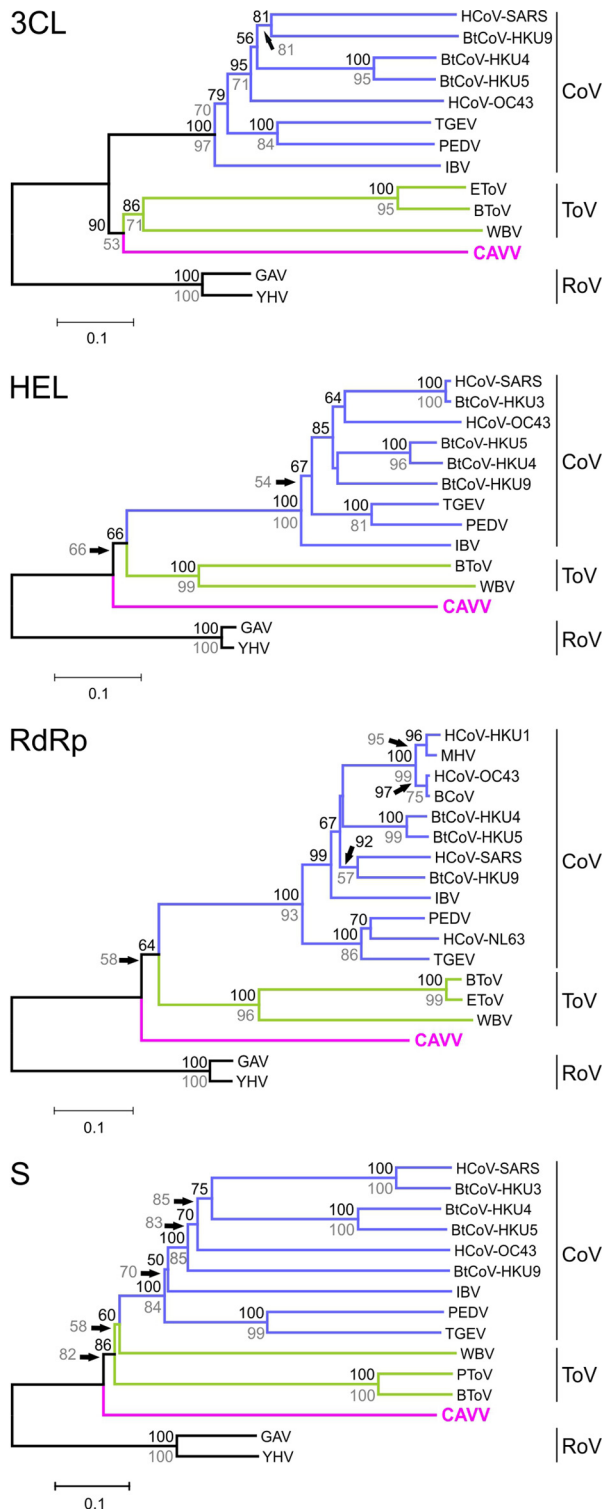 3CL
81 HCoV-SARS
BtCoV-HKU9
81
56
100 BtCoV-HKU4
95 BtCoV-HKU5
95
71
HCoV-OC43
CoV
79
70
100 TGEV
84 PEDV
100
97
IBV
100 EToV
95 BToV
86
71
WBV
ToV
90
53
CAVV
100 GAV
100 YHV
RoV
0.1
HEL
100 HCoV-SARS
100 BtCoV-HKU3
64
HCoV-OC43
85
100 BtCoV-HKU5
96 BtCoV-HKU4
CoV
67
54
BtCoV-HKU9
100
100
TGEV
81 PEDV
100
IBV
66
66
100 BToV
99 WBV
ToV
CAVV
100 GAV
100 YHV
RoV
0.1
RdRp
95 96 HCoV-HKU1
MHV
100
99 HCoV-OC43
97 75 BCoV
67
100 BtCoV-HKU4
99 BtCoV-HKU5
92
HCoV-SARS
57 BtCoV-HKU9
CoV
99
IBV
100
93
70 PEDV
HCoV-NL63
100
86 TGEV
64
58
100 BToV
99 EToV
100
96
WBV
ToV
CAVV
100 GAV
100 YHV
RoV
0.1
S
100 HCoV-SARS
100 BtCoV-HKU3
85 75
100 BtCoV-HKU4
100 BtCoV-HKU5
83 70
HCoV-OC43
100
85
BtCoV-HKU9
CoV
70 50
IBV
100
84
100 PEDV
99 TGEV
58 60
WBV
82 86
100 PToV
100 BToV
ToV
CAVV
100 GAV
100 YHV
RoV
0.1